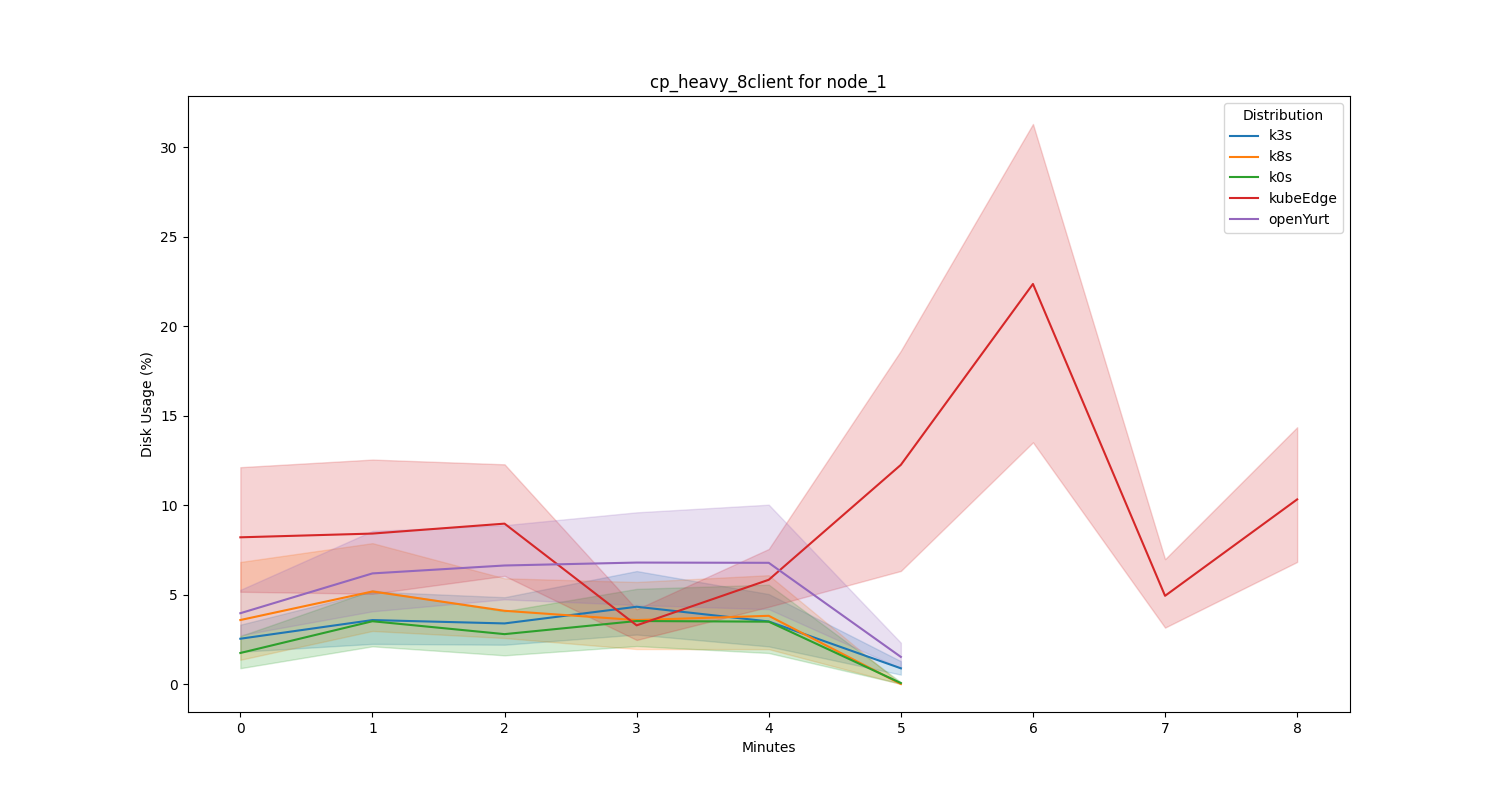 cp_heavy_8client for node_1
Distribution
k3s
k8s
k0s
kubeEdge
openYurt
Disk Usage (%)
30
25
20
15
10
5
0
0 1 2 3 4 5 6 7 8
Minutes